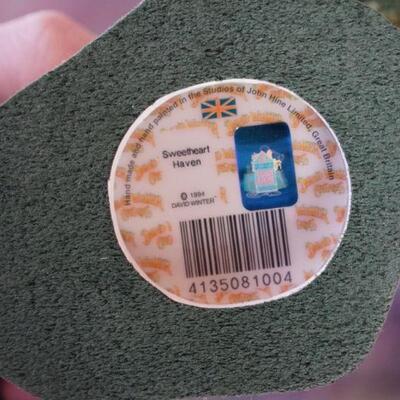 Hand made and hand painted in the Studios of John Hine Limited, Great Britain
Sweetheart
Haven
© 1994
DAVID WINTER
4135081004